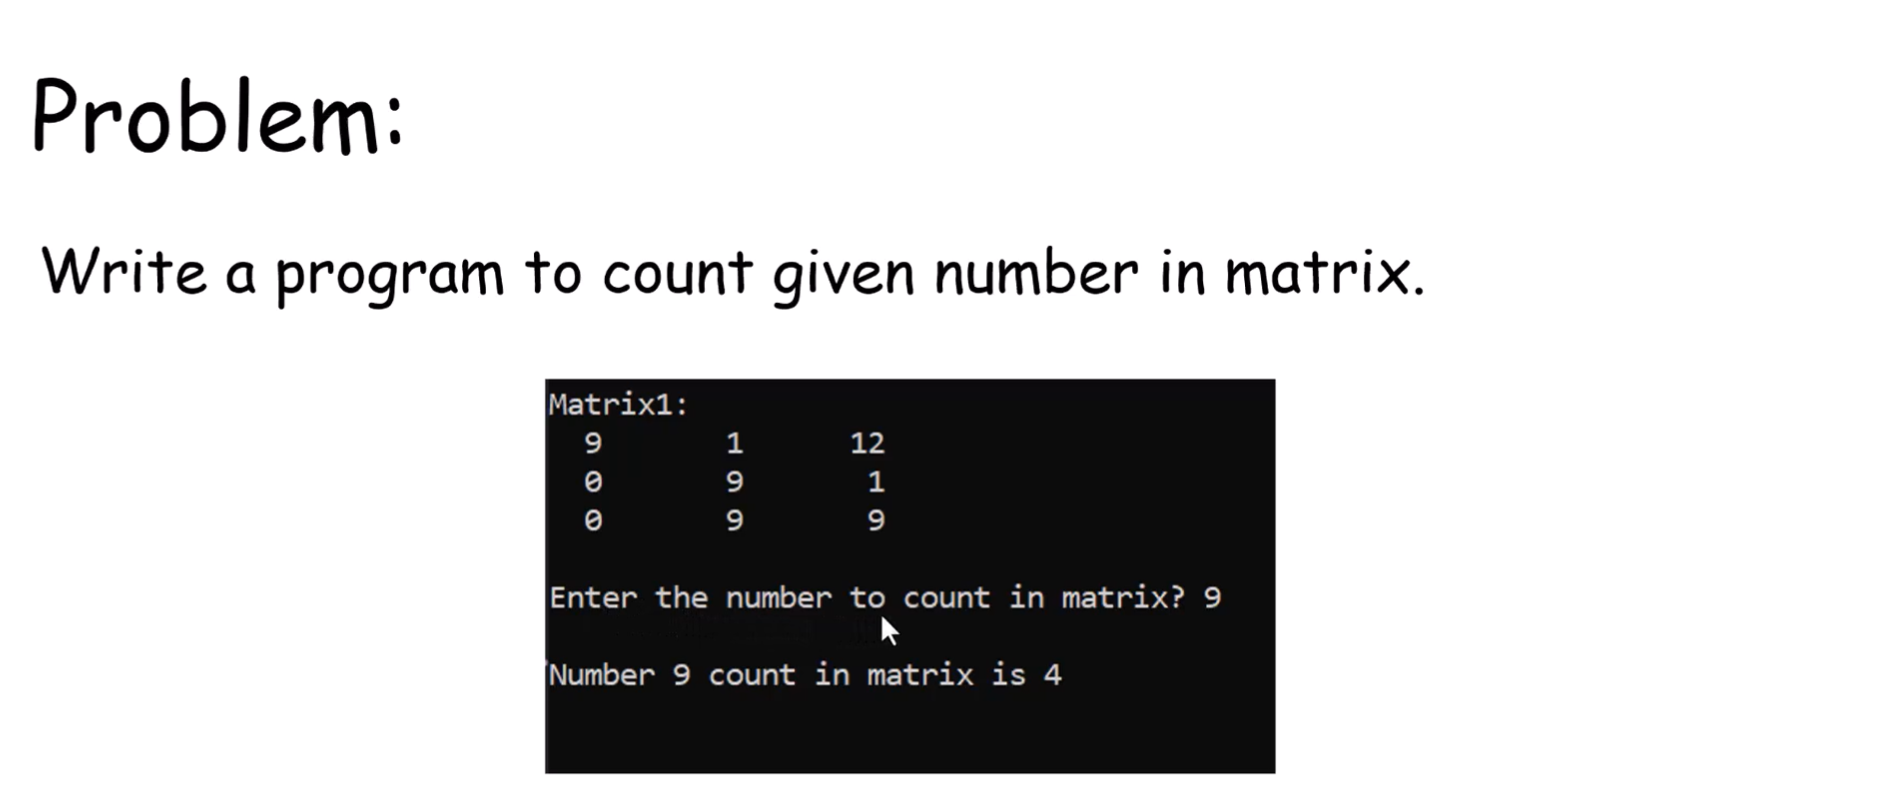 Problem:
Write a program to count given number in matrix.
Matrix1:
9 1 12
0 9 1
0 9 9
Enter the number to count in matrix? 9
Number 9 count in matrix is 4